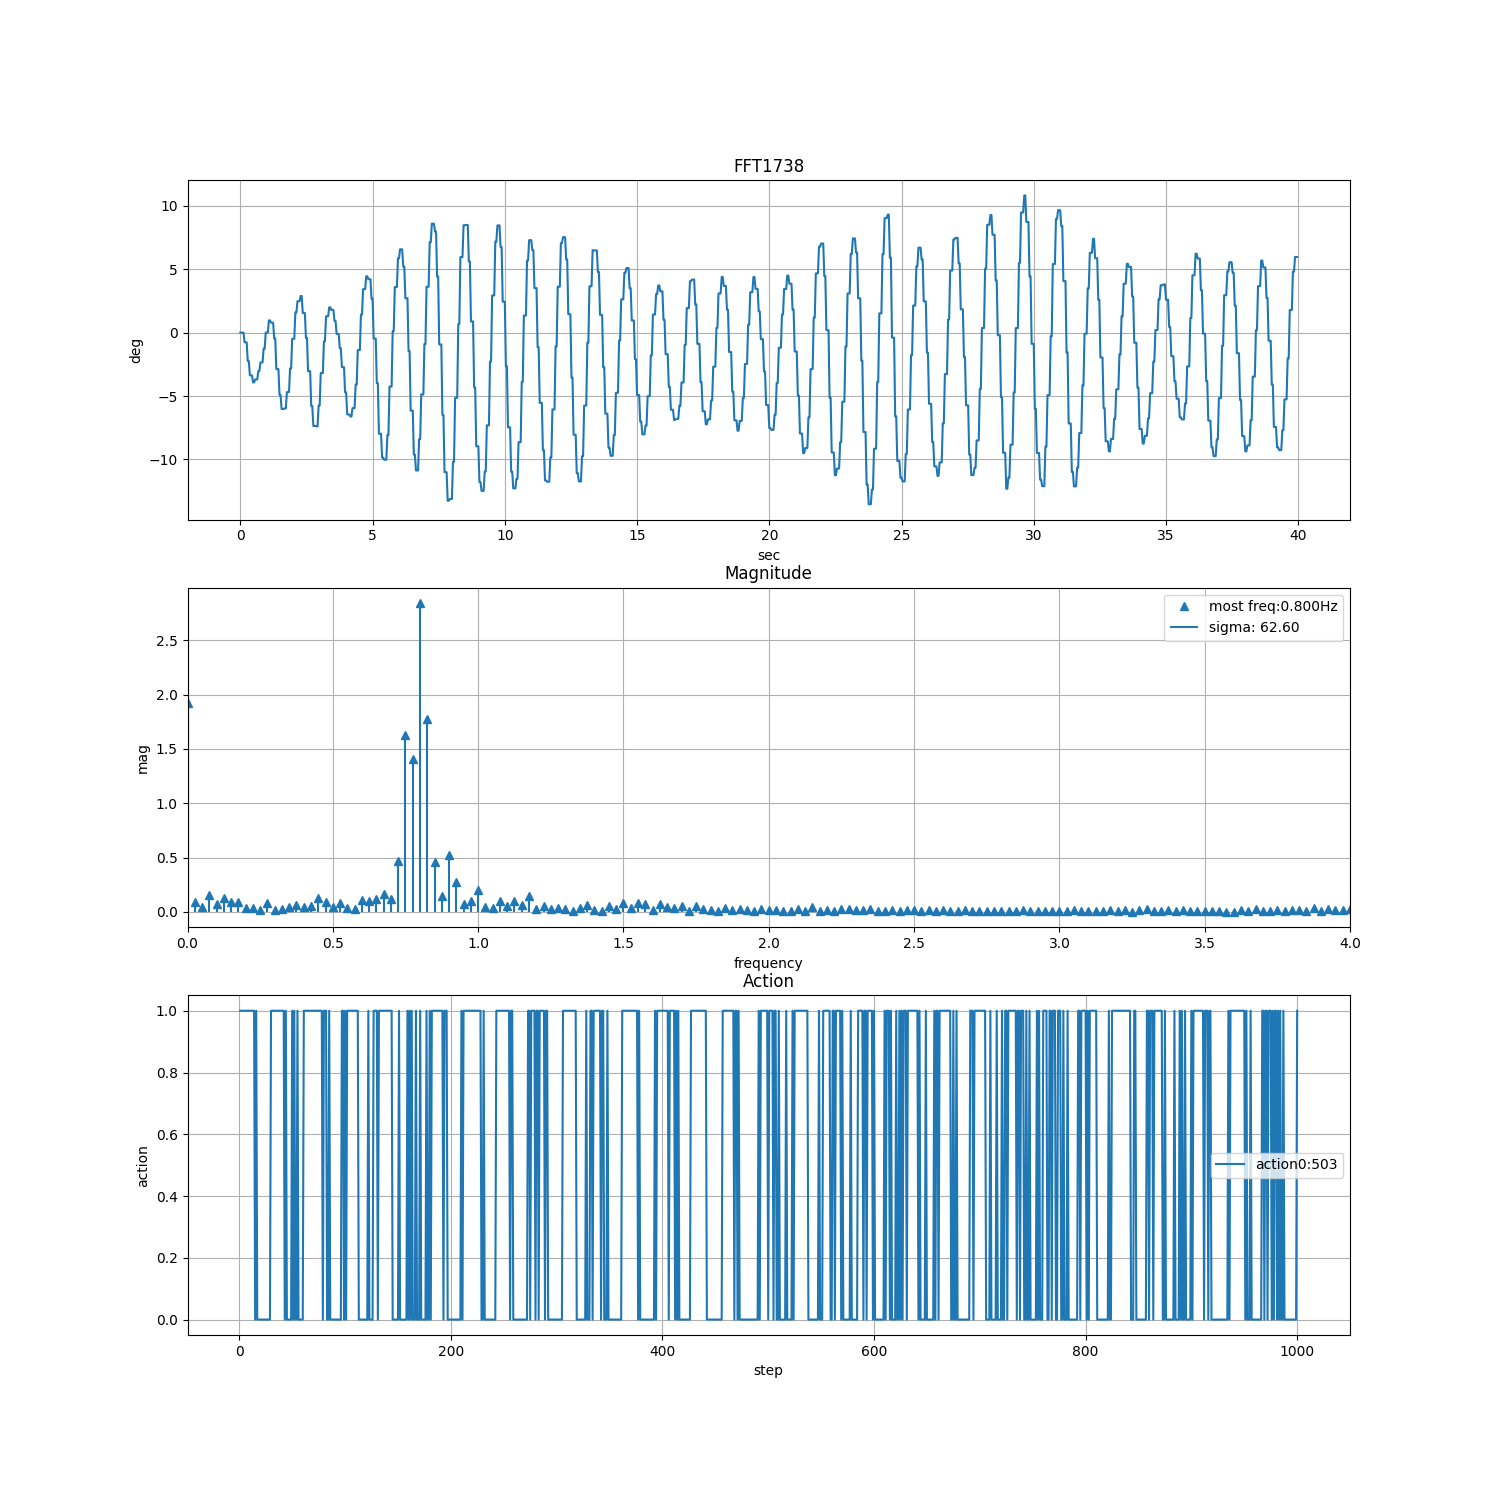 FFT1738
10
5
0
−5
−10
deg
0 5 10 15 20 25 30 35 40
sec
Magnitude
most freq:0.800Hz
sigma: 62.60
2.5
2.0
1.5
1.0
0.5
0.0
mag
0.0 0.5 1.0 1.5 2.0 2.5 3.0 3.5 4.0
frequency
Action
1.0
0.8
0.6
0.4
0.2
0.0
action
action0:503
0 200 400 600 800 1000
step